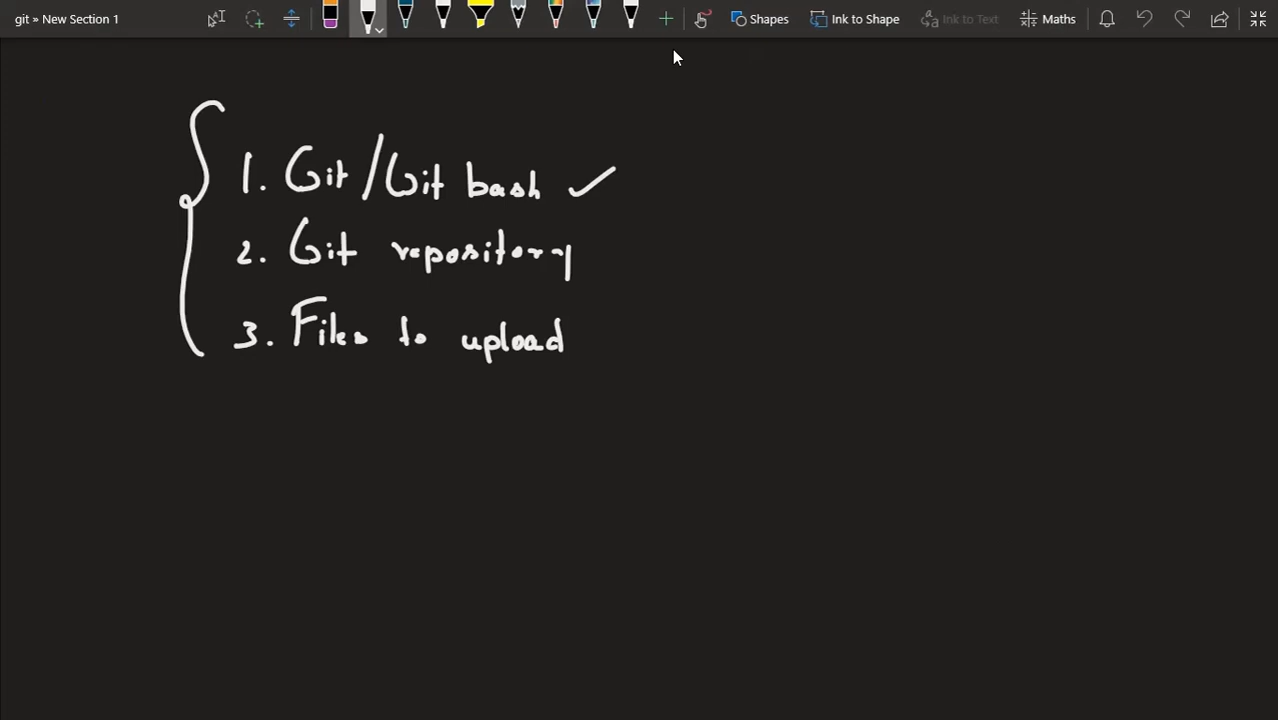 git » New Section 1
Shapes
Ink to Shape
Ink to Text
Maths
1. Git/Git bash ✓
2. Git repository
3. Files to upload